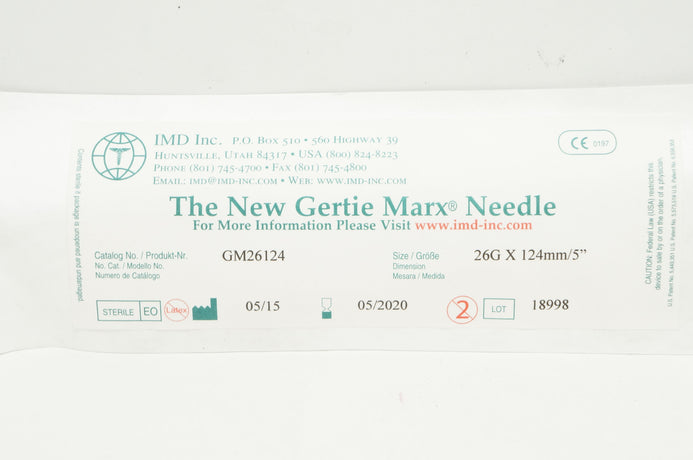 IMD Inc. P.O. Box 510 • 560 Highway 39
Huntsville, Utah 84317 • USA (800) 824-8223
Phone (801) 745-4700 • Fax (801) 745-4800
Email: imd@imd-inc.com • Web: www.imd-inc.com
CE 0197
The New Gertie Marx® Needle
For More Information Please Visit www.imd-inc.com
Catalog No. / Produkt-Nr.
No. Cat. / Modello No.
Numero de Catálogo
GM26124
Size / Größe
Dimension
Mesara / Medida
26G X 124mm/5”
STERILE EO
Latex
05/15
05/2020
2
LOT
18998
Contents sterile if package is unopened and undamaged
CAUTION: Federal Law (USA) restricts this
device to sale by or on the order of a physician.